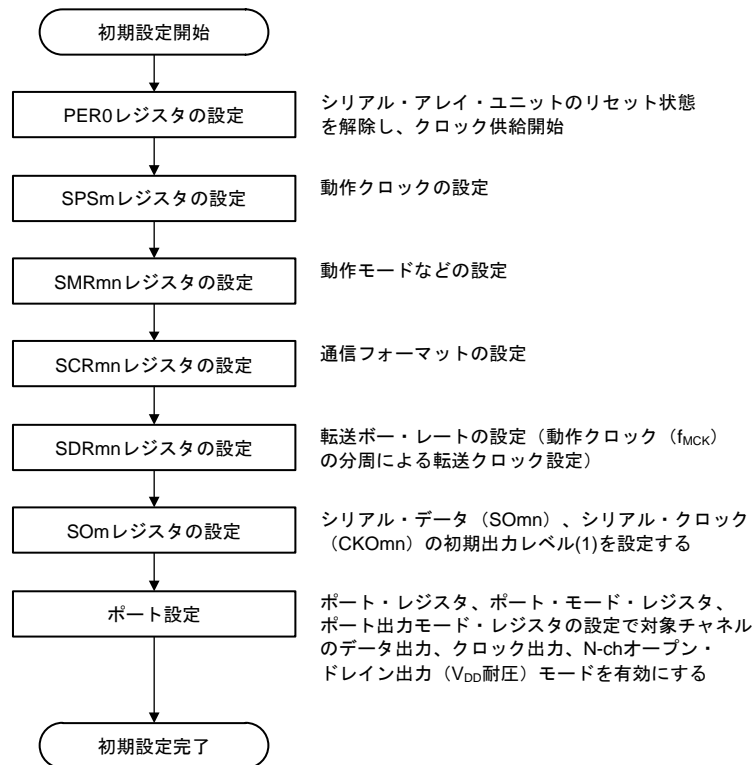 初期設定開始
PER0レジスタの設定
シリアル・アレイ・ユニットのリセット状態
を解除し、クロック供給開始
SPSmレジスタの設定
動作クロックの設定
SMRmnレジスタの設定
動作モードなどの設定
SCRmnレジスタの設定
通信フォーマットの設定
SDRmnレジスタの設定
転送ボー・レートの設定（動作クロック（fMCK）
の分周による転送クロック設定）
SOmレジスタの設定
シリアル・データ（SOmn）、シリアル・クロック
（CKOmn）の初期出力レベル(1)を設定する
ポート設定
ポート・レジスタ、ポート・モード・レジスタ、
ポート出力モード・レジスタの設定で対象チャネル
のデータ出力、クロック出力、N-chオープン・
ドレイン出力（VDD耐圧）モードを有効にする
初期設定完了